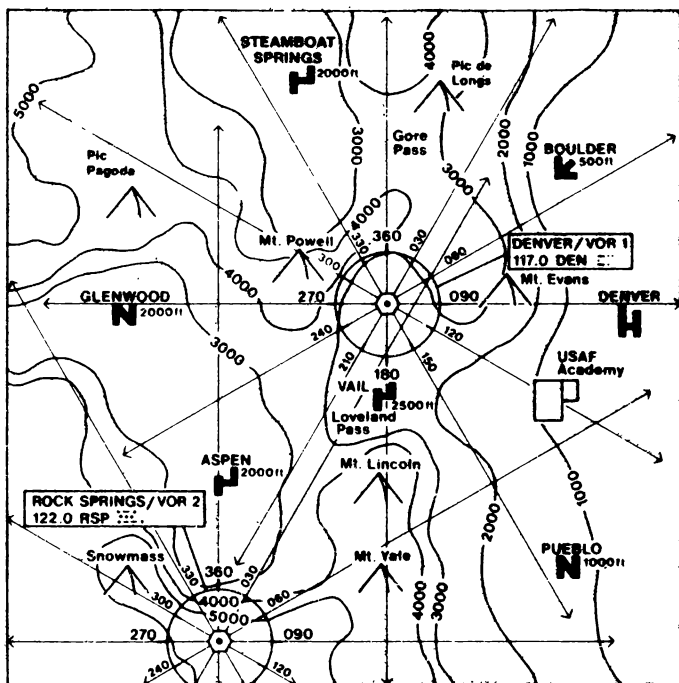 STEAMBOAT
SPRINGS
2000ft
4000
Pic de
Longs
5000
3000
2000
1000
Gore
Pass
BOULDER
500ft
Pic
Pagoda
3000
4000
360
Mt. Powell
330
030
300
060
DENVER/VOR 1
117.0 DEN
Mt. Evans
4000
GLENWOOD
2000ft
270
090
DENVER
240
120
3000
210
150
180
USAF
Academy
VAIL
2500ft
Loveland
Pass
ASPEN
2000ft
Mt. Lincoln
1000
ROCK SPRINGS/VOR 2
122.0 RSP
2000
Snowmass
360
Mt. Yale
PUEBLO
1000ft
330
030
300
4000
060
5000
4000
3000
270
090
240
120